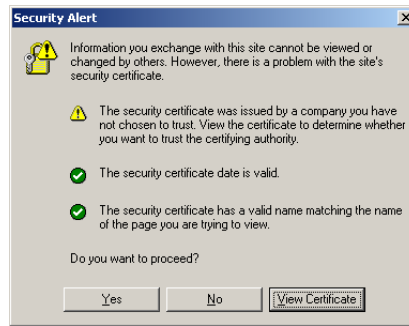 Security Alert
Information you exchange with this site cannot be viewed or
changed by others. However, there is a problem with the site's
security certificate.
The security certificate was issued by a company you have
not chosen to trust. View the certificate to determine whether
you want to trust the certifying authority.
The security certificate date is valid.
The security certificate has a valid name matching the name
of the page you are trying to view.
Do you want to proceed?
Yes No View Certificate